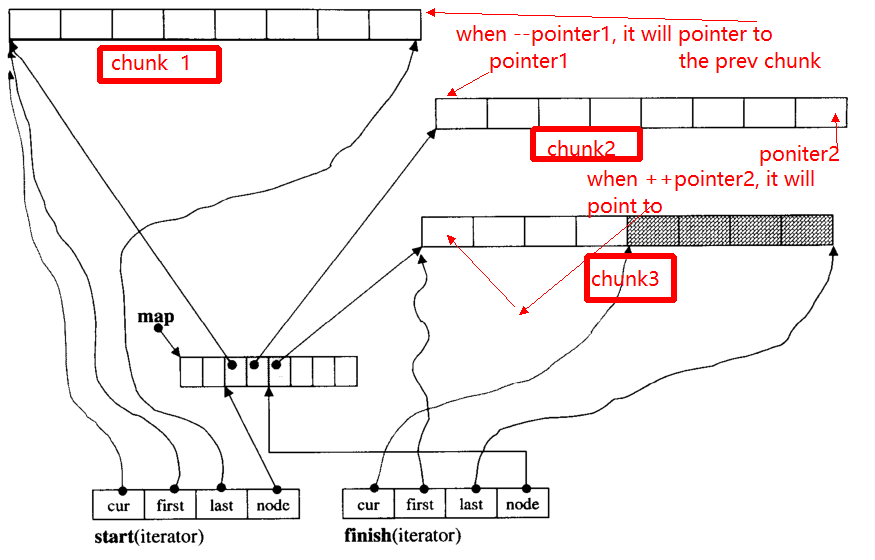 when --pointer1, it will pointer to
the prev chunk
pointer1
chunk 1
chunk2
poniter2
when ++pointer2, it will
point to
chunk3
map
cur first last node
start(iterator)
cur first last node
finish(iterator)